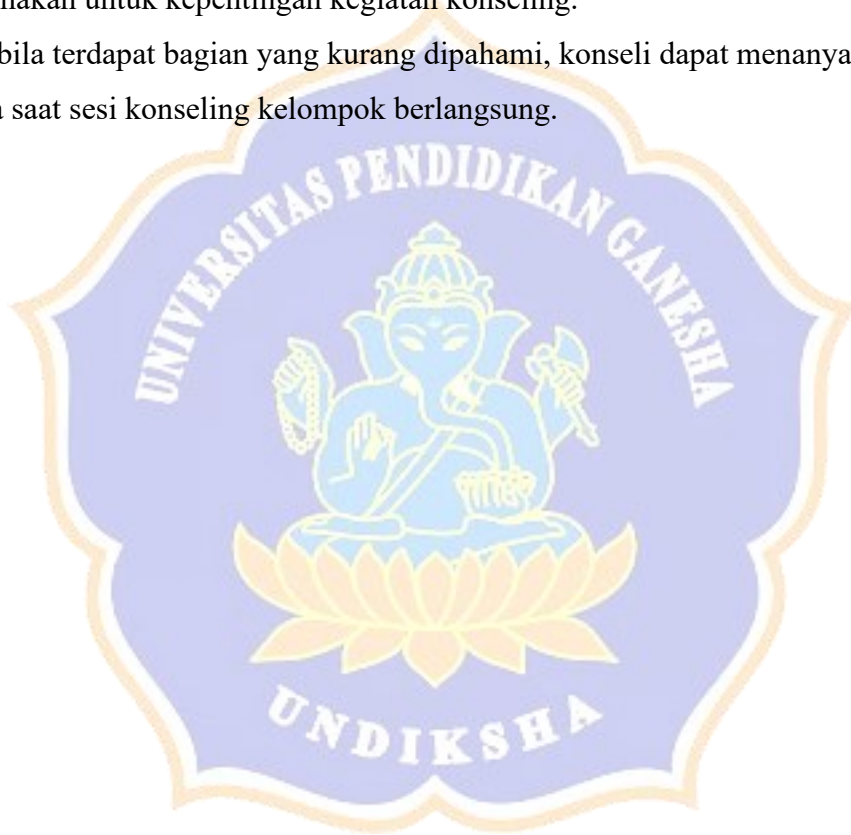 makan untuk kepentingan kegiatan konseling.
bila terdapat bagian yang kurang dipahami, konseli dapat menanya
saat sesi konseling kelompok berlangsung.
UNIVERSITAS PENDIDIKAN GANESHA
UNDIKSHA